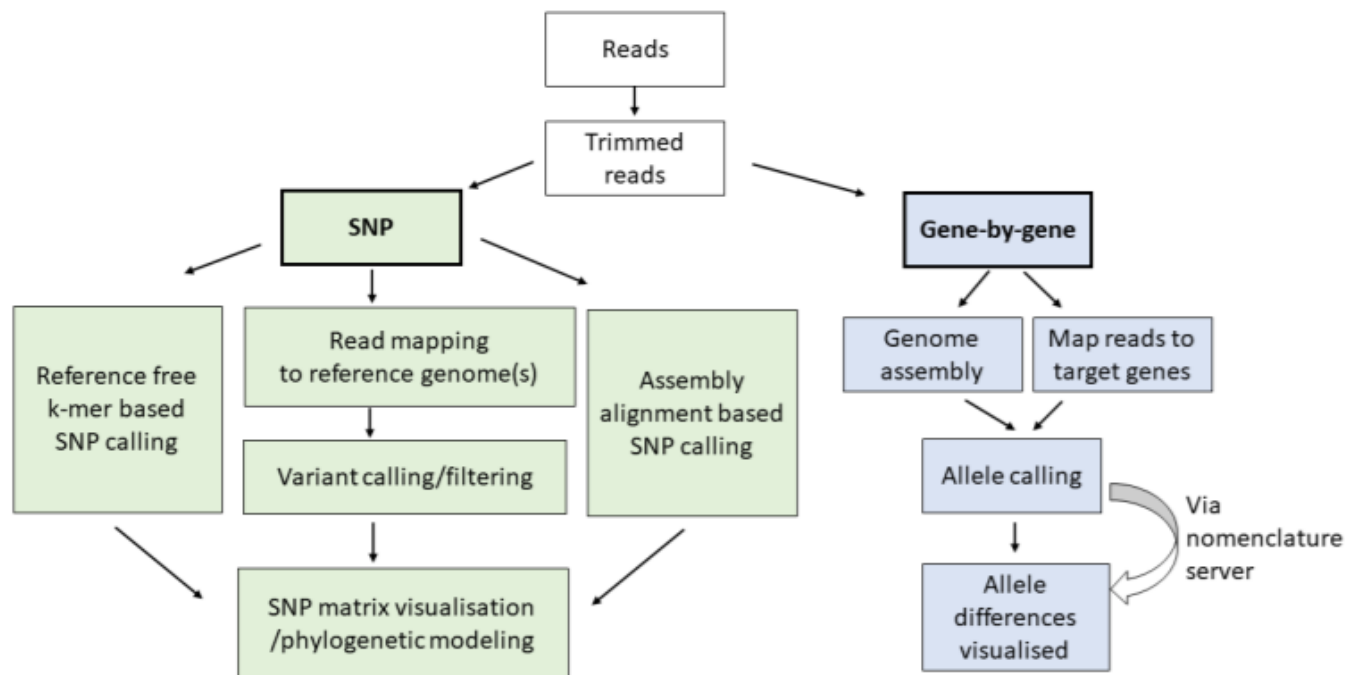 Reads
Trimmed
reads
SNP
Gene-by-gene
Reference free
k-mer based
SNP calling
Read mapping
to reference genome(s)
Variant calling/filtering
Assembly
alignment based
SNP calling
SNP matrix visualisation
/phylogenetic modeling
Genome
assembly
Map reads to
target genes
Allele calling
Via
nomenclature
server
Allele
differences
visualised